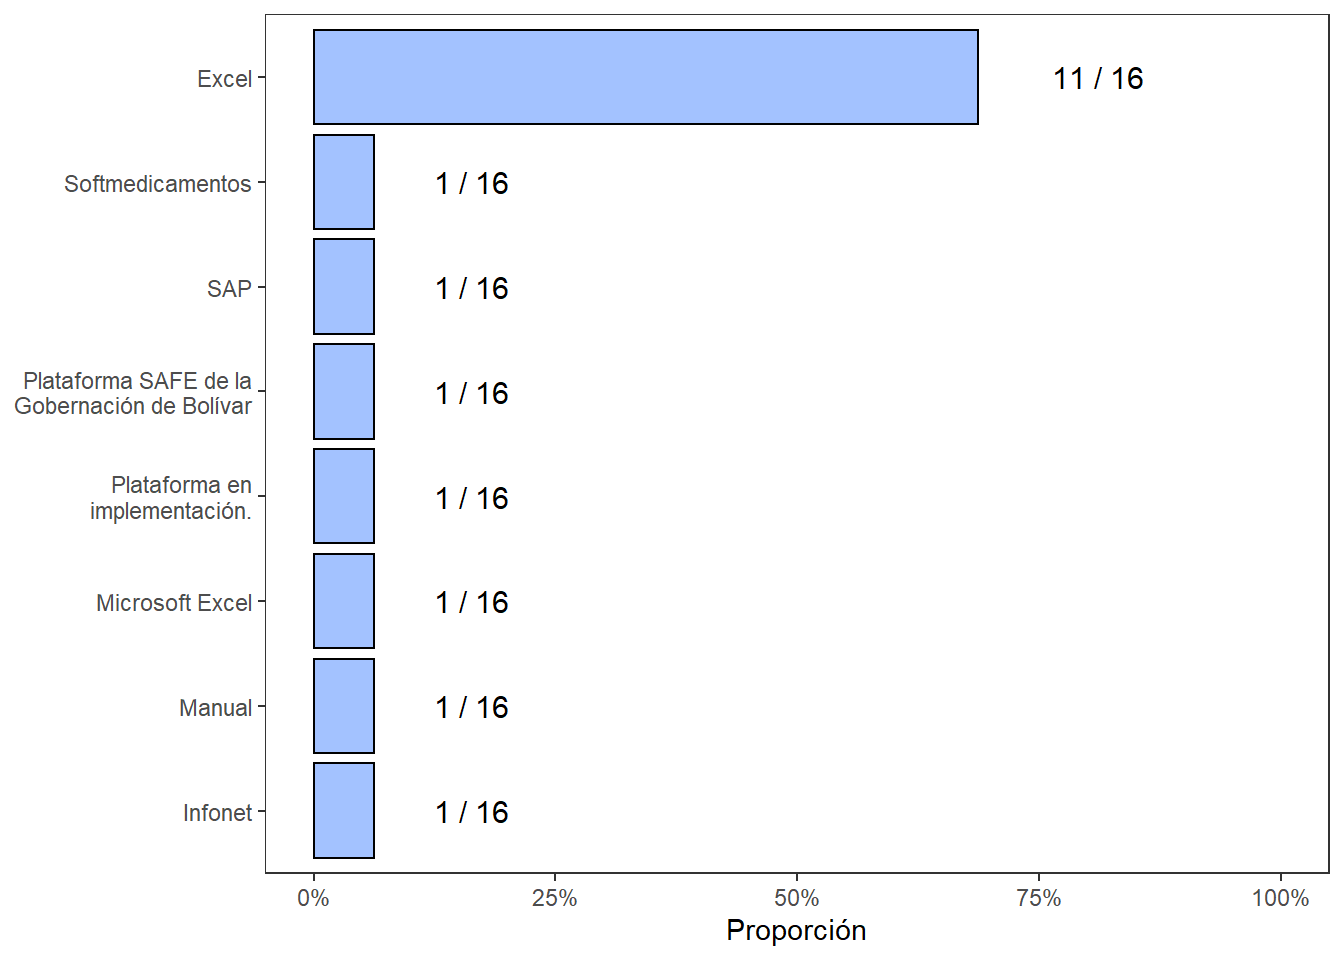 Excel
11 / 16
Softmedicamentos
1 / 16
SAP
1 / 16
Plataforma SAFE de la
Gobernación de Bolívar
1 / 16
Plataforma en
implementación.
1 / 16
Microsoft Excel
1 / 16
Manual
1 / 16
Infonet
1 / 16
0%
25%
50%
75%
100%
Proporción